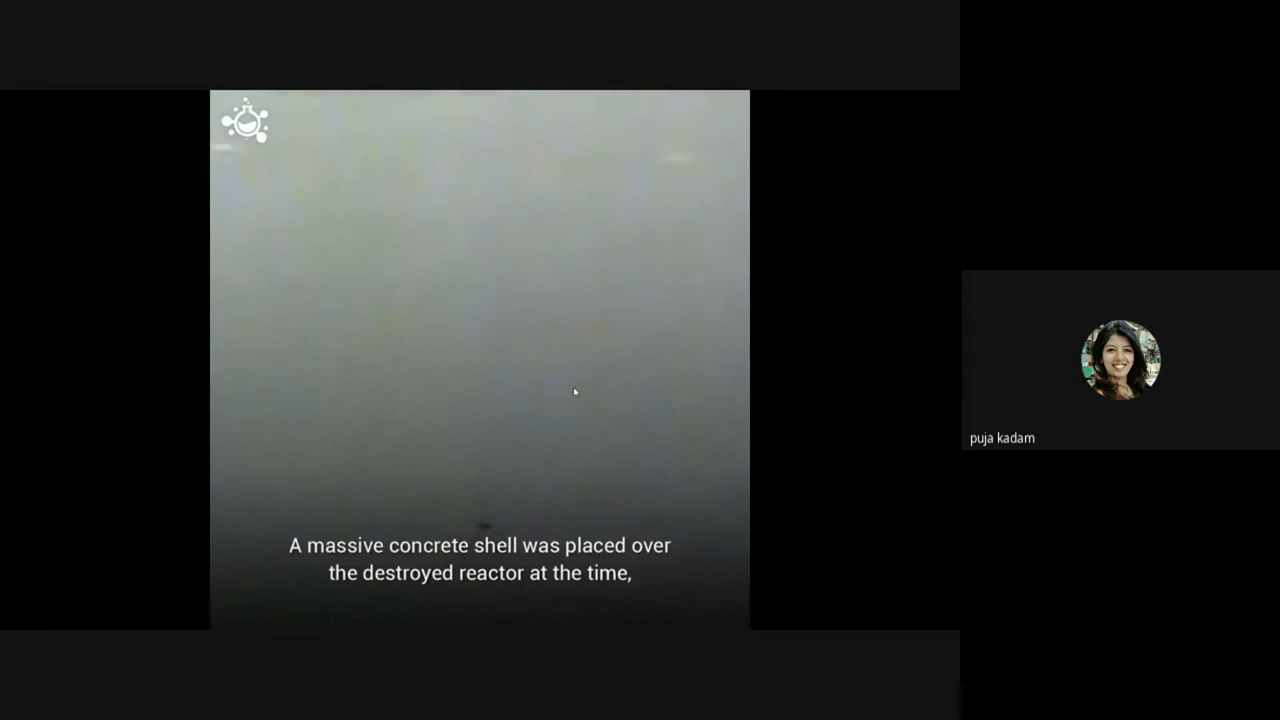 A massive concrete shell was placed over
the destroyed reactor at the time,
puja kadam